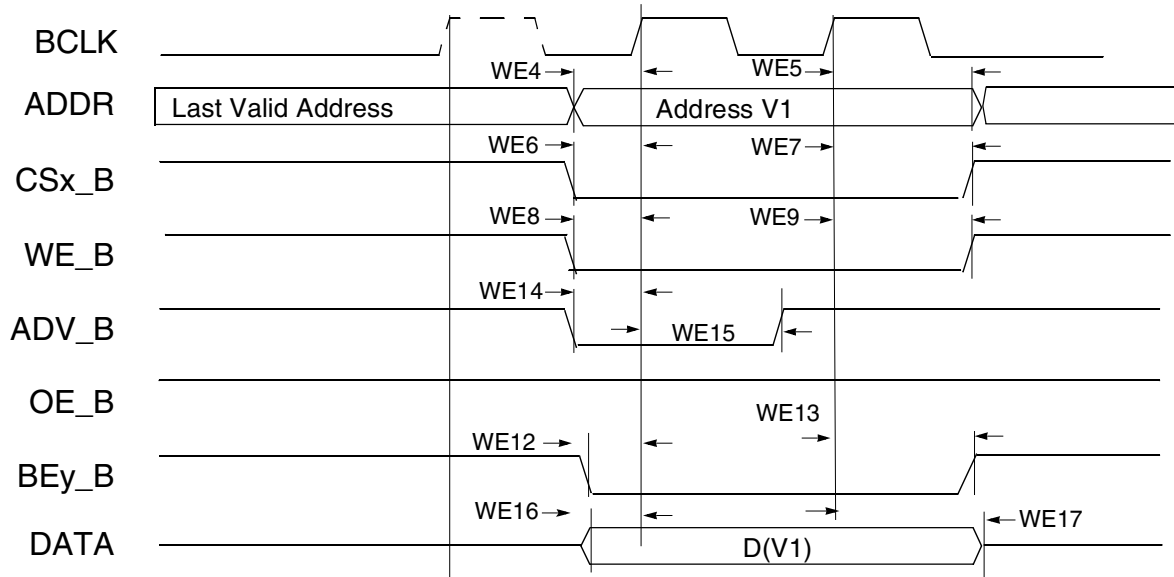 BCLK
WE4
WE5
ADDR
Last Valid Address
Address V1
WE6
WE7
CSx_B
WE8
WE9
WE_B
WE14
ADV_B
WE15
OE_B
WE13
WE12
BEy_B
WE16
WE17
DATA
D(V1)